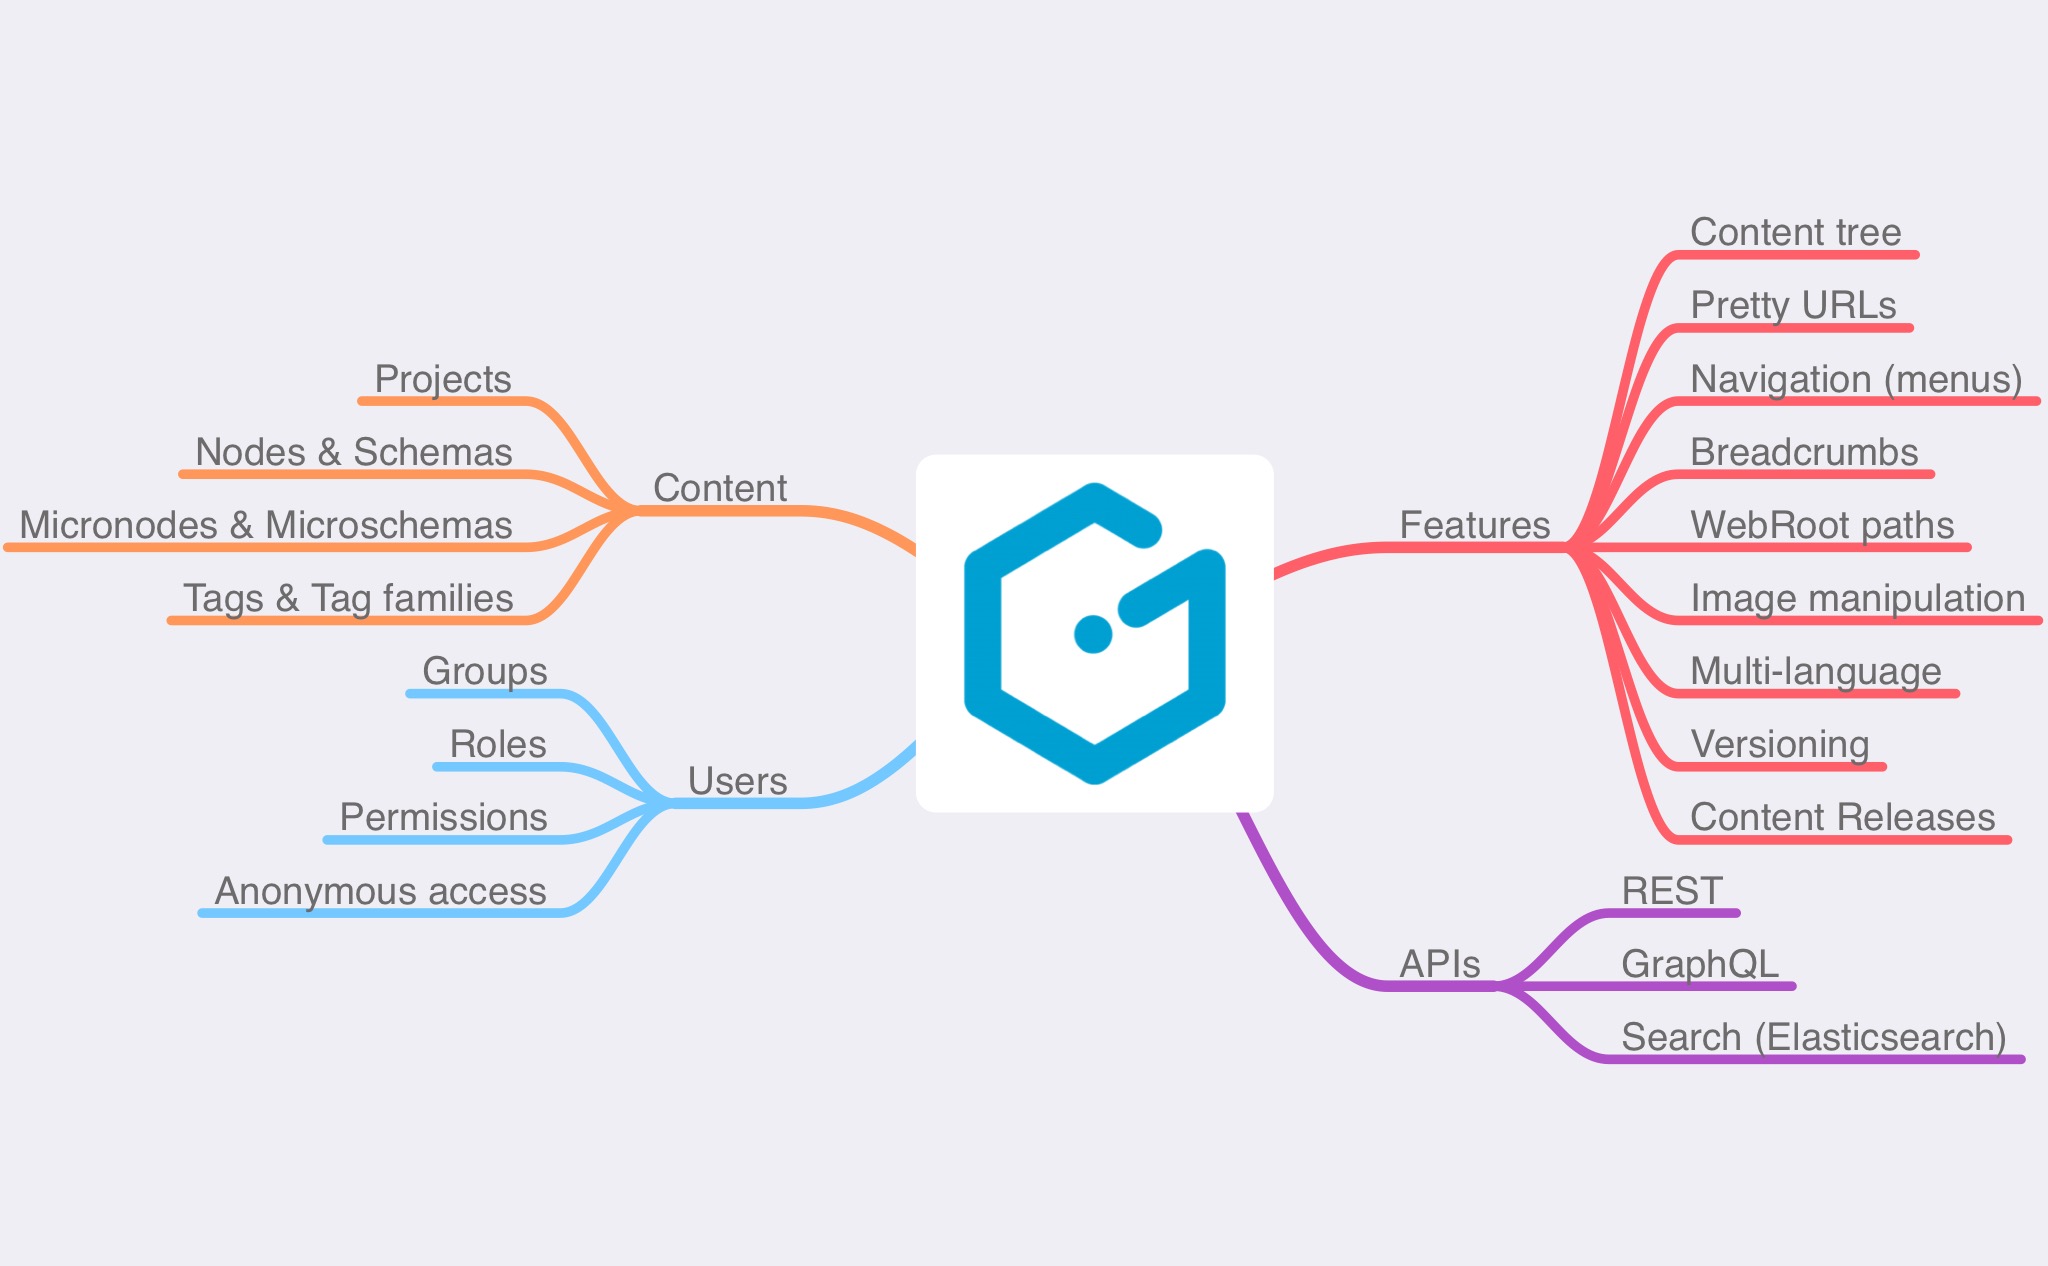 Content
Projects
Nodes & Schemas
Micronodes & Microschemas
Tags & Tag families
Users
Groups
Roles
Permissions
Anonymous access
Features
Content tree
Pretty URLs
Navigation (menus)
Breadcrumbs
WebRoot paths
Image manipulation
Multi-language
Versioning
Content Releases
APIs
REST
GraphQL
Search (Elasticsearch)